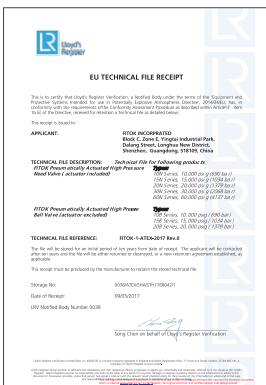 Lloyd's
Register
EU TECHNICAL FILE RECEIPT
This is to certify that Lloyd's Register Verification, a Notified Body under the terms of the 'Equipment and
Protective Systems Intended for use in Potentially Explosive Atmospheres Directive, 2014/34/EU, has, in
conformity with the requirements of the Conformity Assessment Procedure as described within Article 13 item
1b(ii) of the Directive, received for retention a Technical File as detailed below.
This receipt is issued to:
APPLICANT: FITOK INCORPRATED
Block C, Zone E, Yingtai Industrial Park,
Dalang Street, Longhua New District,
Shenzhen, Guangdong, 518109, China
TECHNICAL FILE DESCRIPTION: Technical File for following products
FITOK Pneumatically Actuated High Pressure Types:
Need Valve (actuator included) 10N Series, 10,000 psig (690 bar)
15N Series, 15,000 psig (1034 bar)
20N Series, 20,000 psig (1379 bar)
30N Series, 30,000 psig (2068 bar)
60N Series, 60,000 psig (4137 bar)
FITOK Pneumatically Actuated High Pressure Types:
Ball Valve (actuator excluded) 10B Series, 10,000 psig (690 bar)
15B Series, 15,000 psig (1034 bar)
20B Series, 20,000 psig (1379 bar)
TECHNICAL FILE REFERENCE: FITOK-1-ATEX-2017 Rev.0
The file will be stored for an initial period of ten years from date of receipt. The applicant will be contacted
after ten years and the file will be either returned or destroyed, or a new retention agreement established, as
applicable.
This receipt must be produced by the manufacturer to reclaim the stored technical file.
Storage No:
Date of Receipt: 09/05/2017
LRV Notified Body Number 0038
Song Chen on behalf of Lloyd's Register Verification